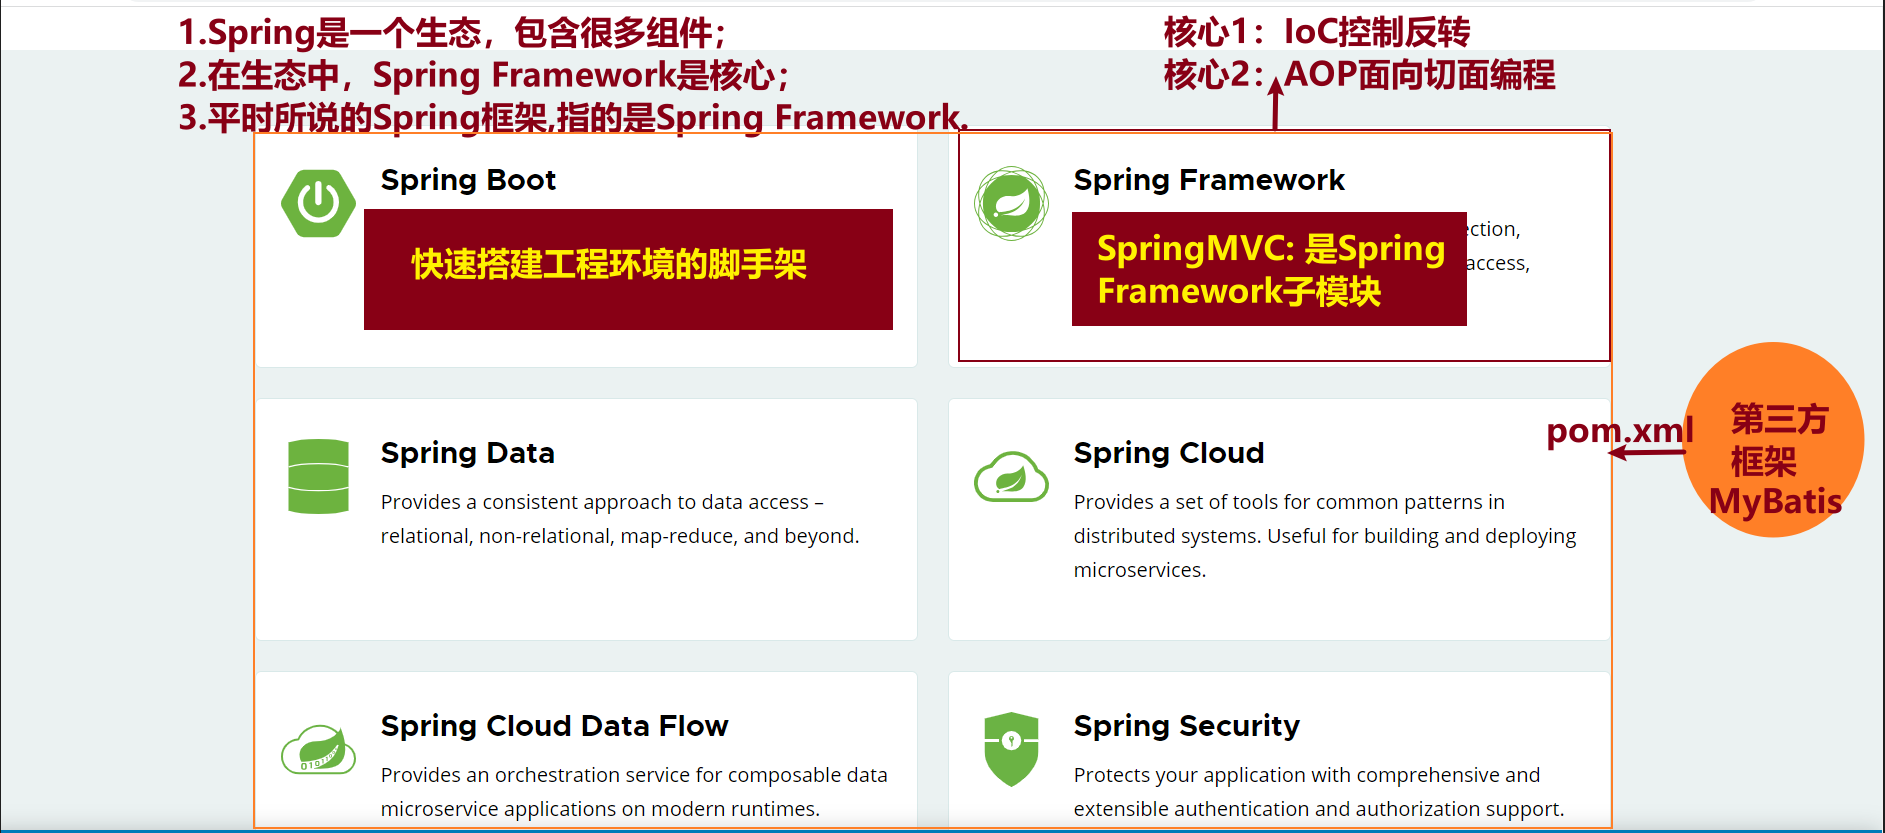 1.Spring是一个生态，包含很多组件；
2.在生态中，Spring Framework是核心；
3.平时所说的Spring框架,指的是Spring Framework.
核心1：IoC控制反转
核心2：AOP面向切面编程
Spring Boot
快速搭建工程环境的脚手架
Spring Framework
ection,
access,
SpringMVC: 是Spring
Framework子模块
Spring Data
Provides a consistent approach to data access –
relational, non-relational, map-reduce, and beyond.
Spring Cloud
Provides a set of tools for common patterns in
distributed systems. Useful for building and deploying
microservices.
pom.xml
第三方
框架
MyBatis
Spring Cloud Data Flow
Provides an orchestration service for composable data
microservice applications on modern runtimes.
Spring Security
Protects your application with comprehensive and
extensible authentication and authorization support.